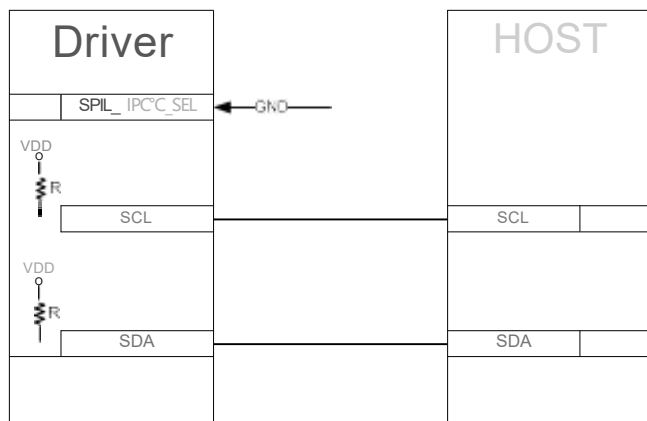 Driver
HOST
SPIL_ IPC°C_SEL
GND
VDD
R
SCL
SCL
VDD
R
SDA
SDA